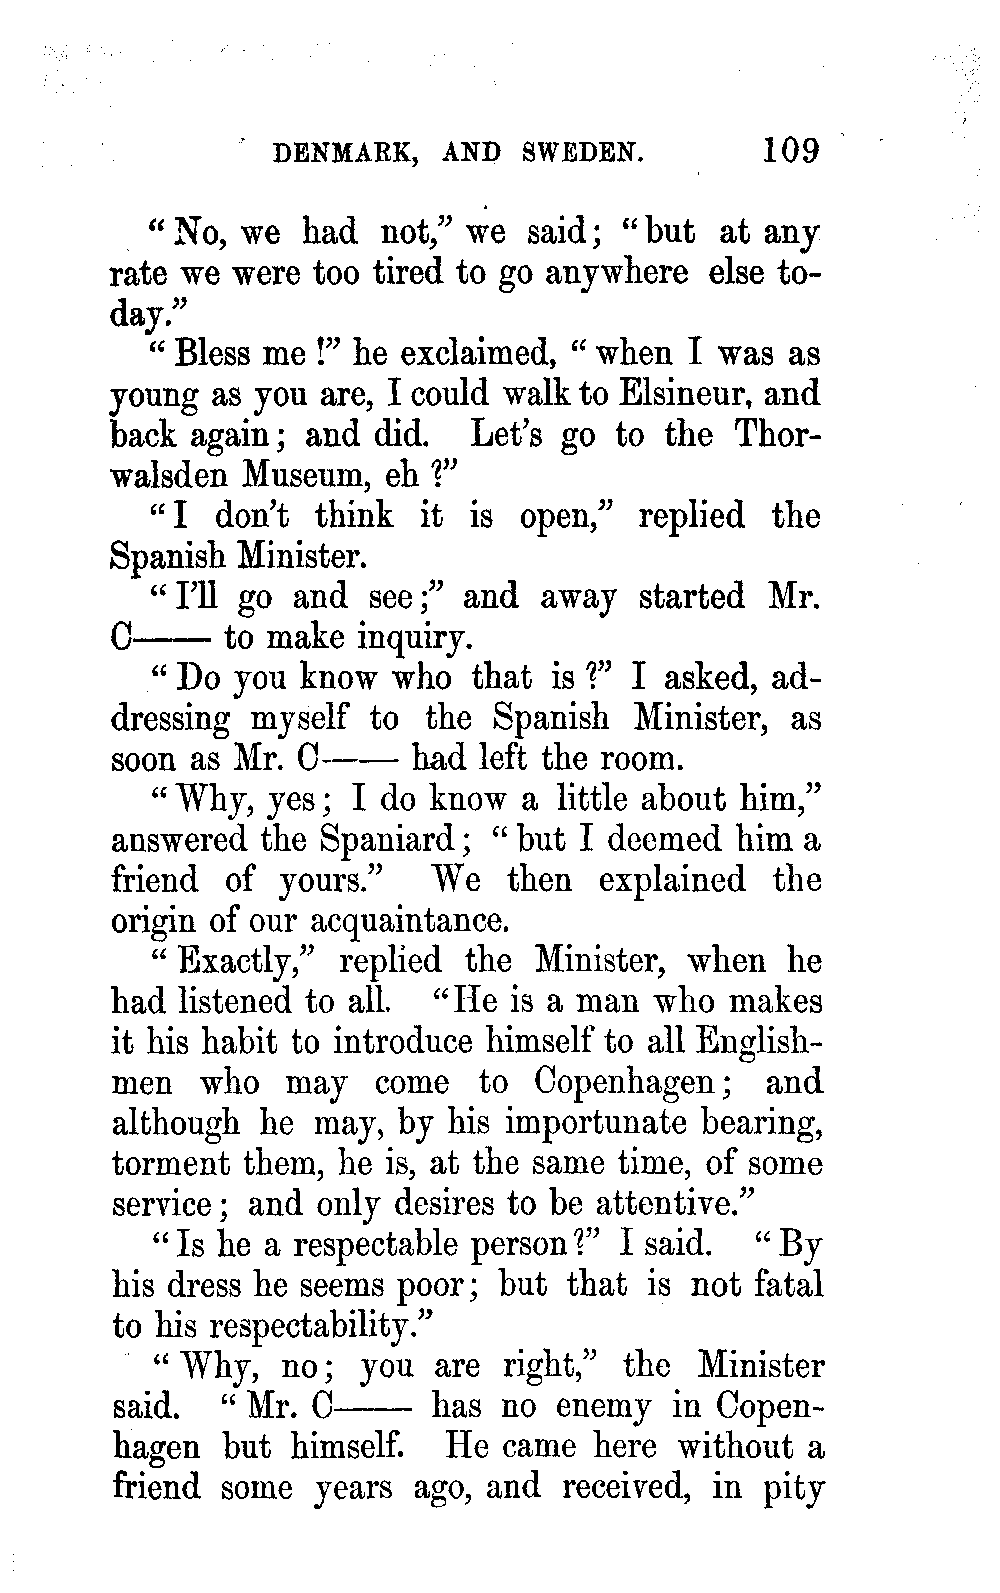 DENMARK, AND SWEDEN. 109
“ No, we had not,” we said; “ but at any
rate we were too tired to go anywhere else to-
day.”
“ Bless me !” he exclaimed, “ when I was as
young as you are, I could walk to Elsineur, and
back again; and did. Let’s go to the Thor-
walsden Museum, eh ?”
“ I don’t think it is open,” replied the
Spanish Minister.
“ I’ll go and see;” and away started Mr.
C—— to make inquiry.
“ Do you know who that is ?” I asked, ad-
dressing myself to the Spanish Minister, as
soon as Mr. C—— had left the room.
“ Why, yes; I do know a little about him,”
answered the Spaniard; “ but I deemed him a
friend of yours.” We then explained the
origin of our acquaintance.
“ Exactly,” replied the Minister, when he
had listened to all. “He is a man who makes
it his habit to introduce himself to all English-
men who may come to Copenhagen; and
although he may, by his importunate bearing,
torment them, he is, at the same time, of some
service; and only desires to be attentive.”
“ Is he a respectable person ?” I said. “ By
his dress he seems poor; but that is not fatal
to his respectability.”
“ Why, no; you are right,” the Minister
said. “ Mr. C—— has no enemy in Copen-
hagen but himself. He came here without a
friend some years ago, and received, in pity